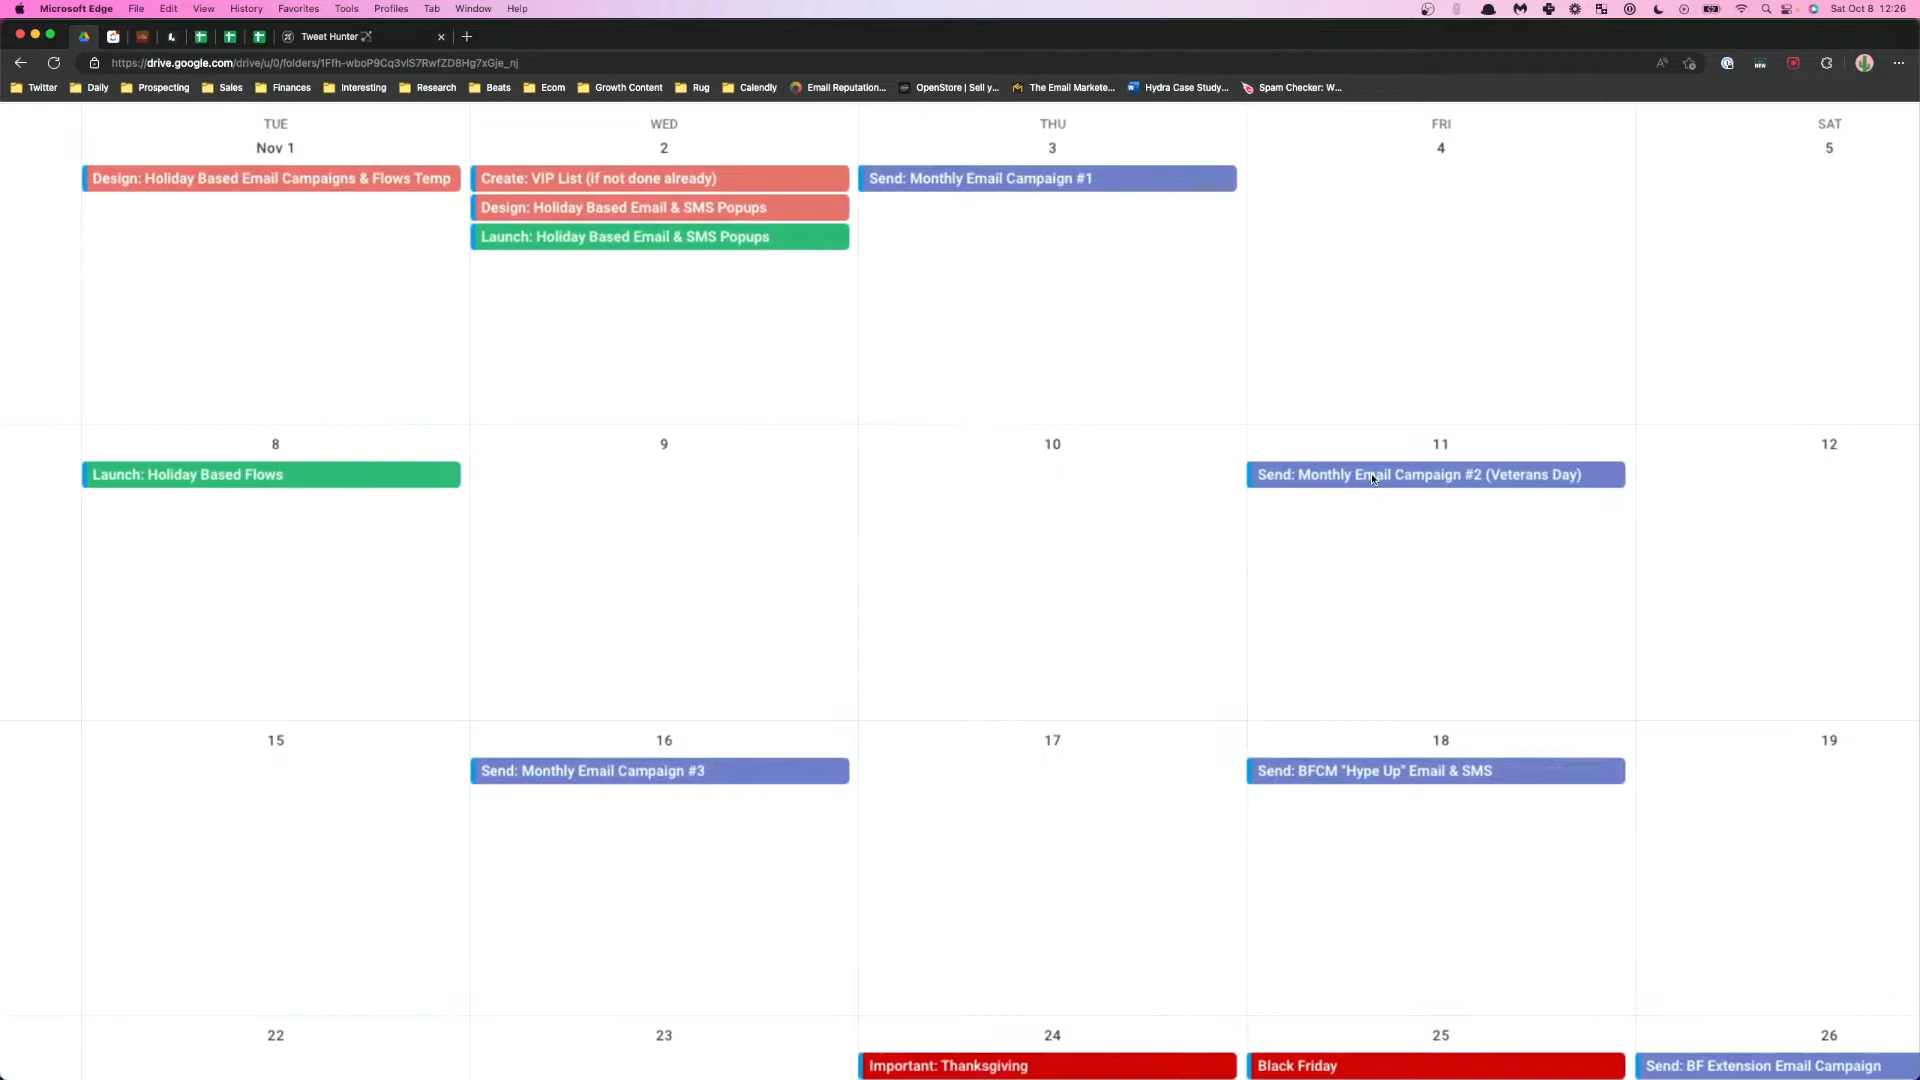 Microsoft Edge File Edit View History Favorites Tools Profiles Tab Window Help Sat Oct 8 12:26
Tweet Hunter
https://drive.google.com/drive/u/0/folders/1Ffh-wboP9Cq3vlS7RwfZD8Hg7xGje_nj
Twitter Daily Prospecting Sales Finances Interesting Research Beats Ecom Growth Content Rug Calendly Email Reputation... OpenStore | Sell y... The Email Markete... Hydra Case Study... Spam Checker: W...
TUE WED THU FRI SAT
Nov 1 2 3 4 5
Design: Holiday Based Email Campaigns & Flows Temp Create: VIP List (if not done already) Send: Monthly Email Campaign #1
Design: Holiday Based Email & SMS Popups
Launch: Holiday Based Email & SMS Popups
8 9 10 11 12
Launch: Holiday Based Flows Send: Monthly Email Campaign #2 (Veterans Day)
15 16 17 18 19
Send: Monthly Email Campaign #3 Send: BFCM "Hype Up" Email & SMS
22 23 24 25 26
Important: Thanksgiving Black Friday Send: BF Extension Email Campaign